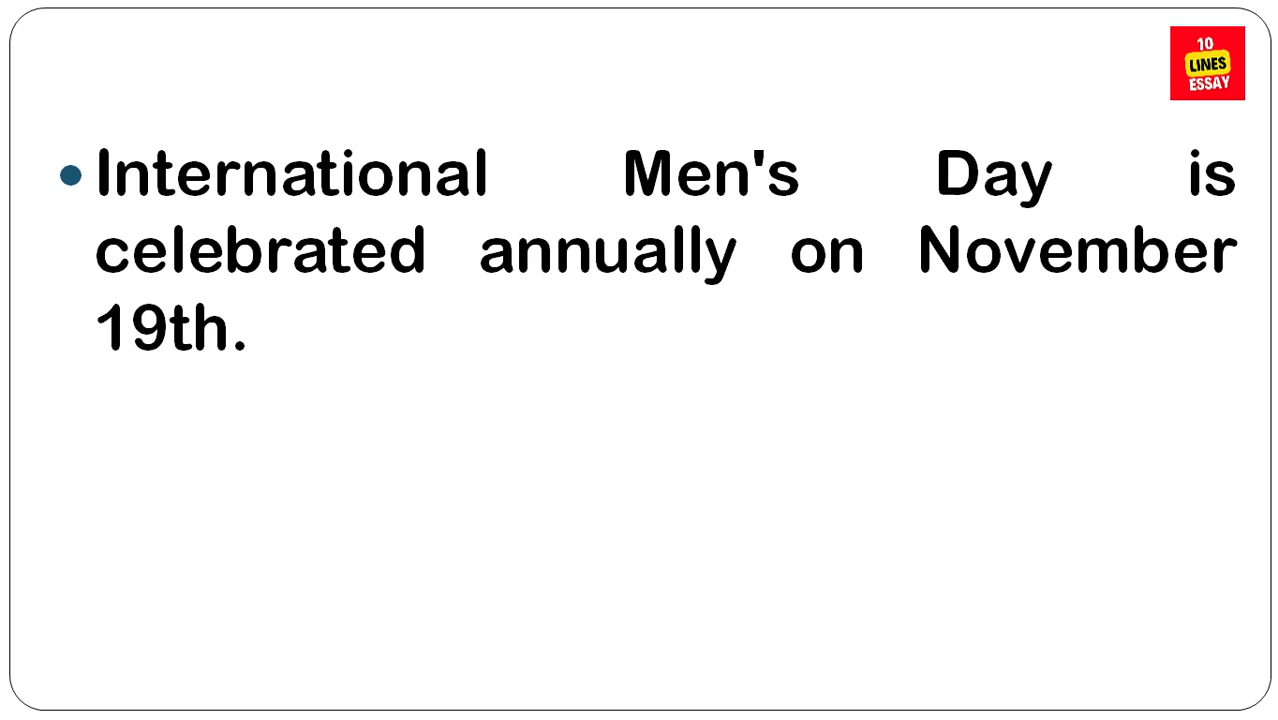 10
LINES
ESSAY
• International Men's Day is
celebrated annually on November
19th.